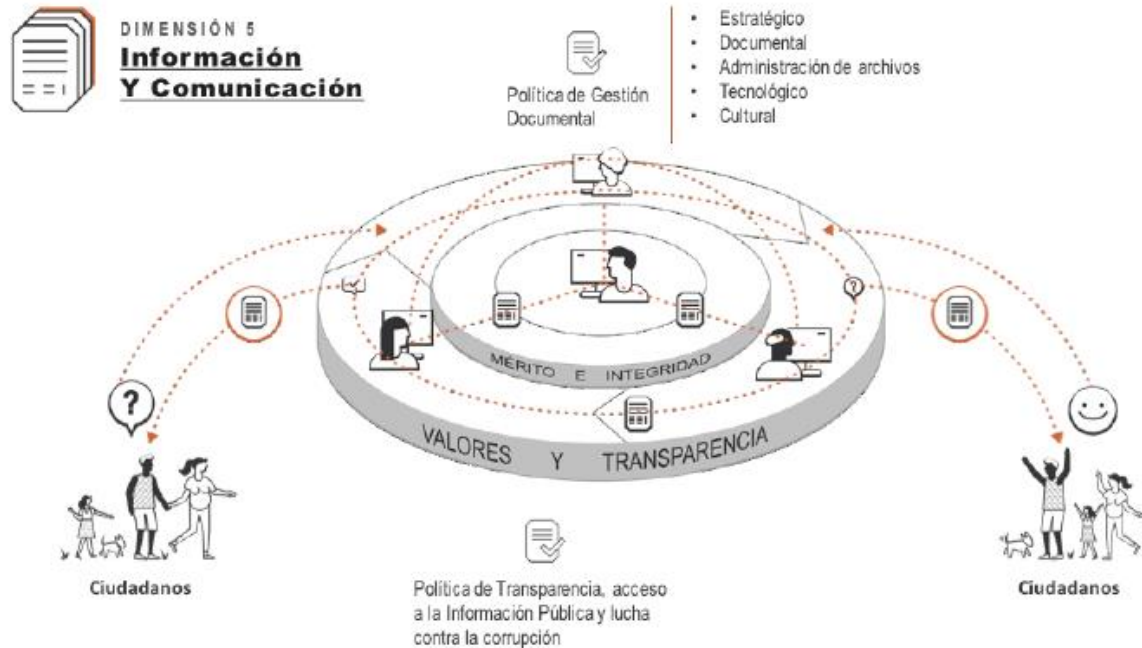 DIMENSIÓN 5
Información
Y Comunicación
Política de Gestión
Documental
• Estratégico
• Documental
• Administración de archivos
• Tecnológico
• Cultural
?
?
MÉRITO E INTEGRIDAD
VALORES Y TRANSPARENCIA
Ciudadanos
Ciudadanos
Política de Transparencia, acceso
a la Información Pública y lucha
contra la corrupción